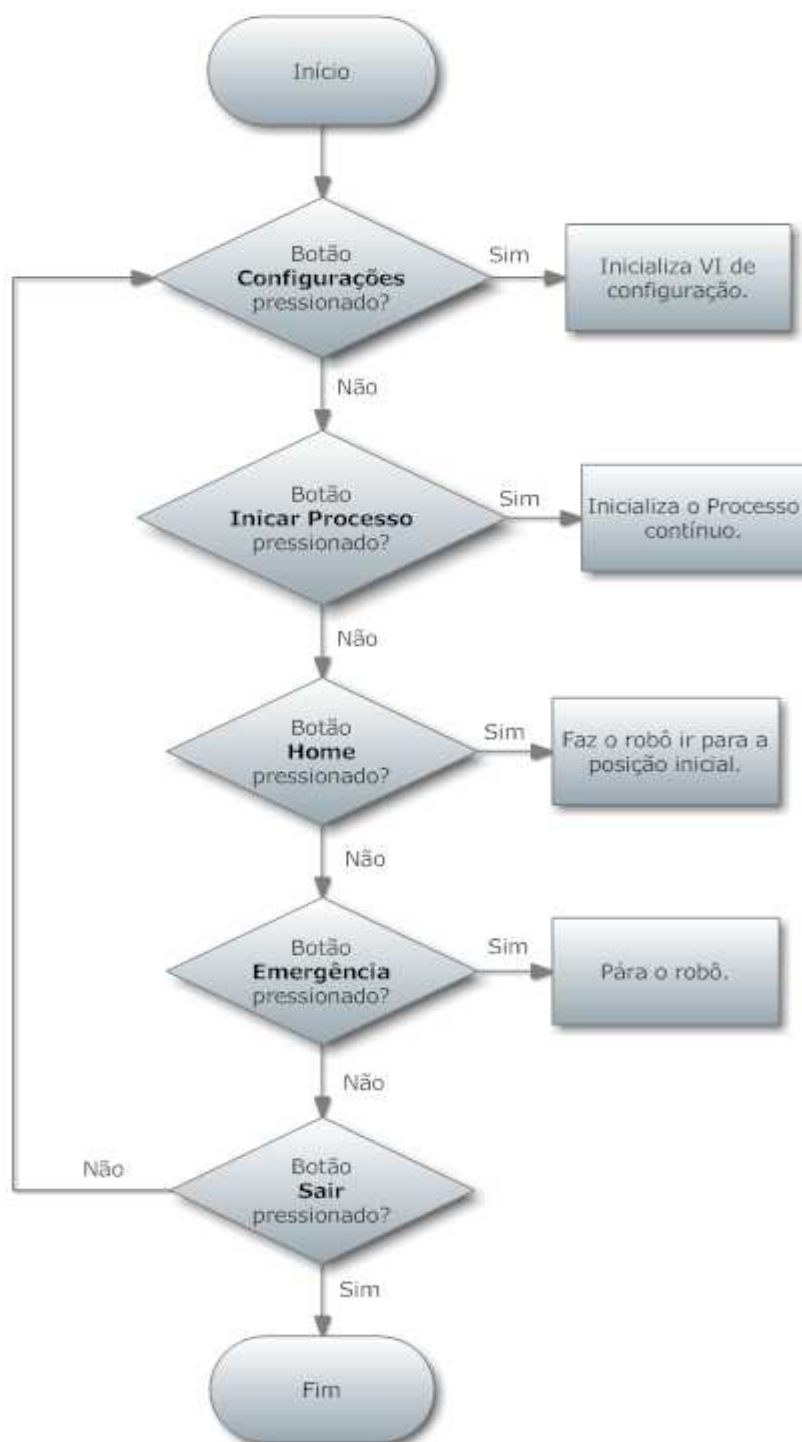 Início
Botão
Configurações
pressionado?
Sim
Inicializa VI de
configuração.
Não
Botão
Inicar Processo
pressionado?
Sim
Inicializa o Processo
contínuo.
Não
Botão
Home
pressionado?
Sim
Faz o robô ir para a
posição inicial.
Não
Botão
Emergência
pressionado?
Sim
Pára o robô.
Não
Botão
Sair
pressionado?
Não
Sim
Fim